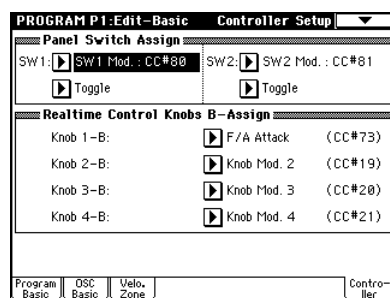 PROGRAM P1:Edit-Basic Controller Setup
Panel Switch Assign
SW1: SW1 Mod. : CC#80 SW2: SW2 Mod. : CC#81
Toggle Toggle
Realtime Control Knobs B-Assign
Knob 1-B: F/A Attack (CC#73)
Knob 2-B: Knob Mod. 2 (CC#19)
Knob 3-B: Knob Mod. 3 (CC#20)
Knob 4-B: Knob Mod. 4 (CC#21)
Program Basic OSC Basic Velo. Zone Contro-ller